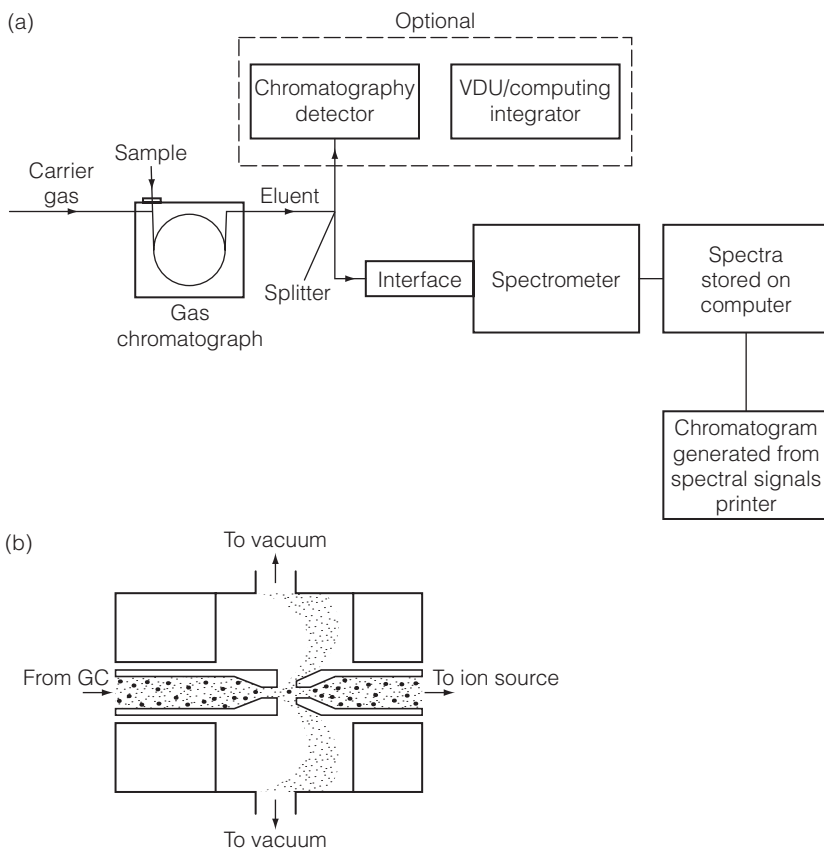 (a)
Optional
Chromatography
detector
VDU/computing
integrator
Sample
Carrier
gas
Eluent
Splitter
Gas
chromatograph
Interface
Spectrometer
Spectra
stored on
computer
Chromatogram
generated from
spectral signals
printer
(b)
To vacuum
From GC
To ion source
To vacuum